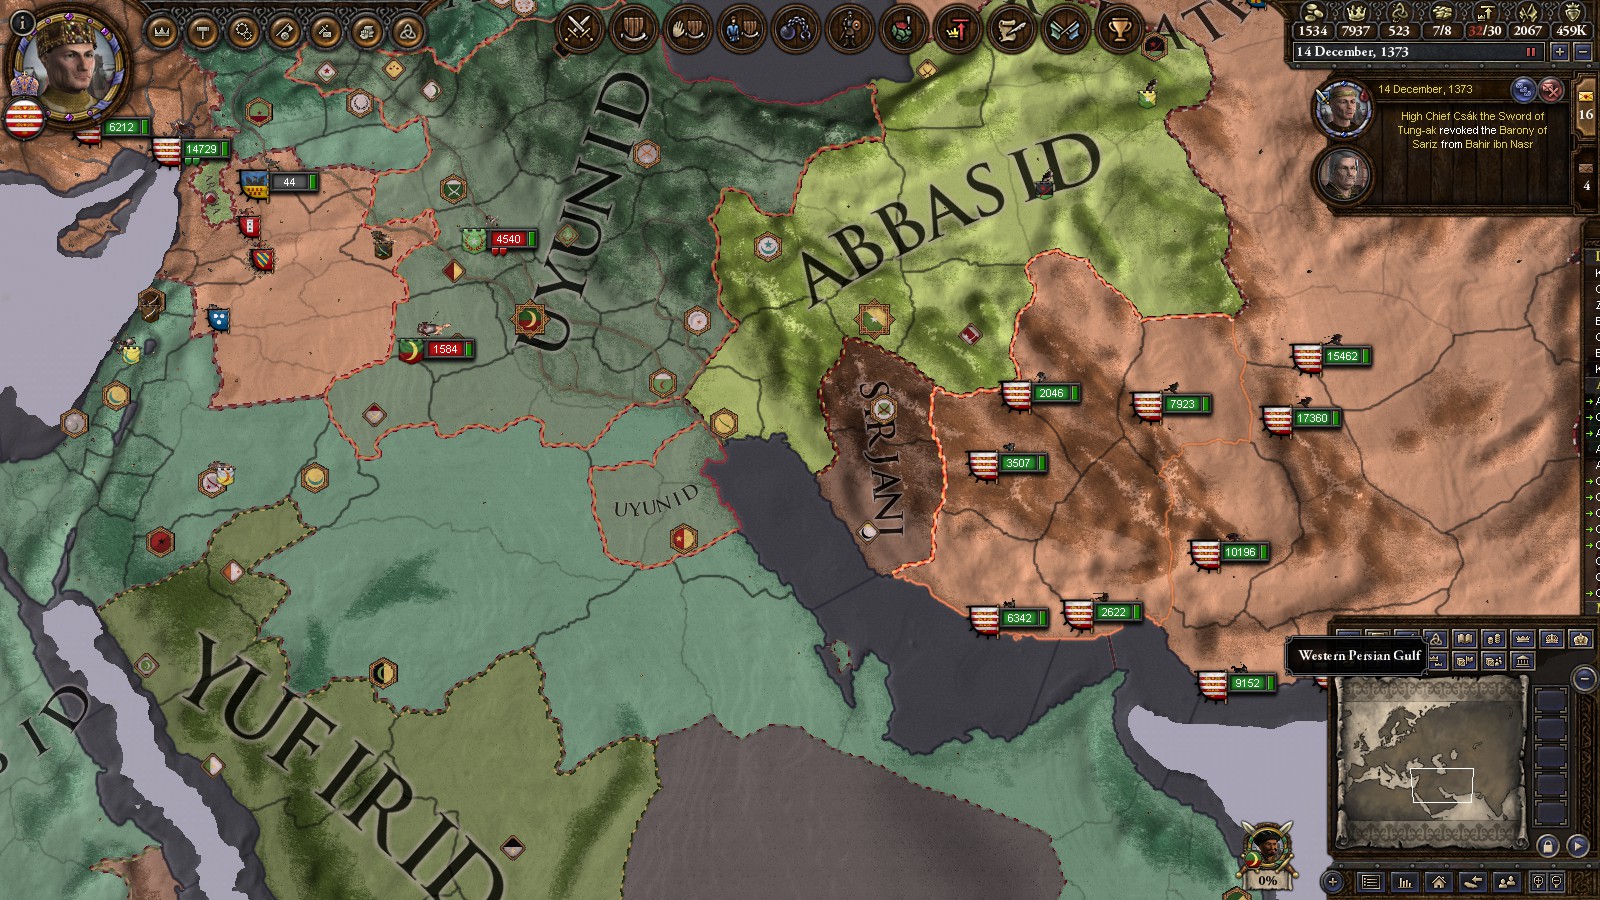 1534 7937 523 7/8 32/30 2067 459K
14 December, 1373
14 December, 1373
High Chief Csák the Sword of
Tung-ak revoked the Barony of
Sariz from Bahir ibn Nasr
16
4
6212
14729
44
4540
1584
UYUNID
ABBASID
SIRJANI
UYUNID
YUFIRID
15462
2046
7923
17360
3507
10196
6342
2622
9152
Western Persian Gulf
0%